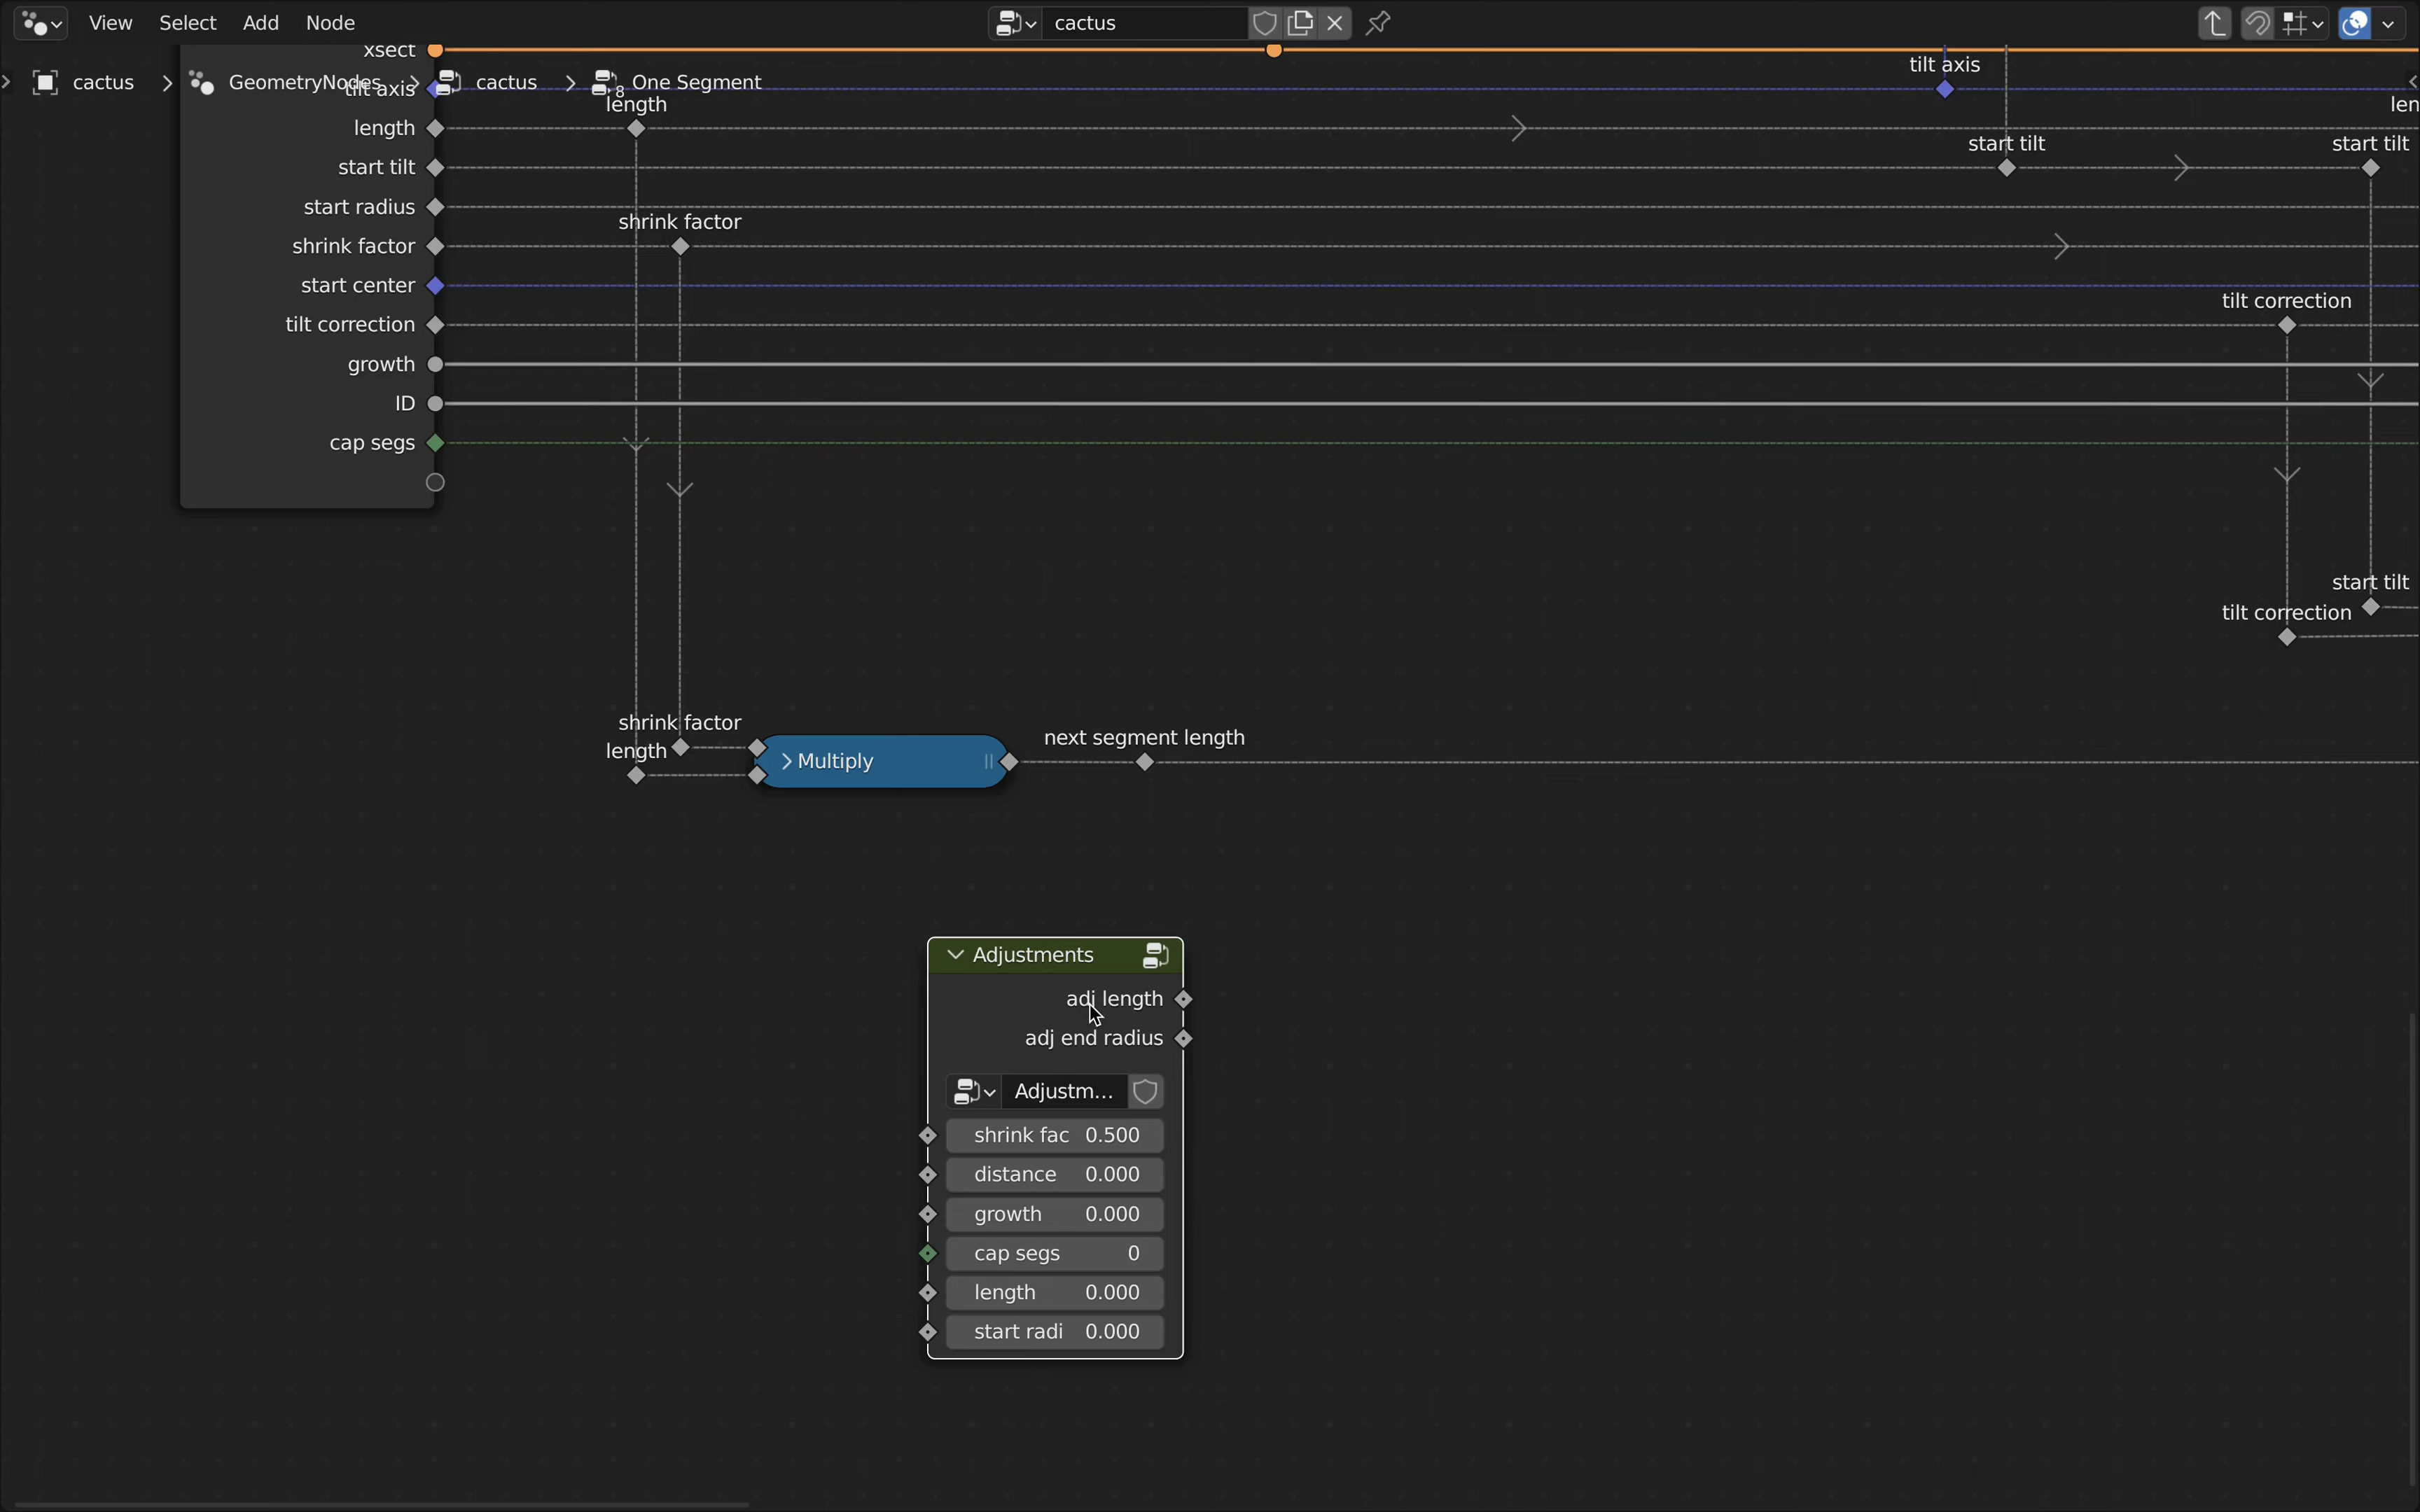 View Select Add Node cactus
xsect
cactus GeometryNodes cactus 8 One Segment
tilt axis
tilt axis
length
len
length
start tilt
start tilt
start tilt
start radius
shrink factor
shrink factor
start center
tilt correction
tilt correction
growth
ID
cap segs
start tilt
tilt correction
shrink factor
length
Multiply
next segment length
Adjustments
adj length
adj end radius
Adjustm...
shrink fac 0.500
distance 0.000
growth 0.000
cap segs 0
length 0.000
start radi 0.000